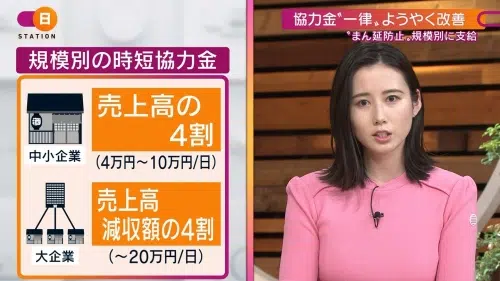 日
STATION
規模別の時短協力金
中小企業
売上高の
4割
(4万円～10万円/日)
大企業
売上高
減収額の4割
(～20万円/日)
協力金〝一律〟ようやく改善
〝まん延防止〟規模別に支給